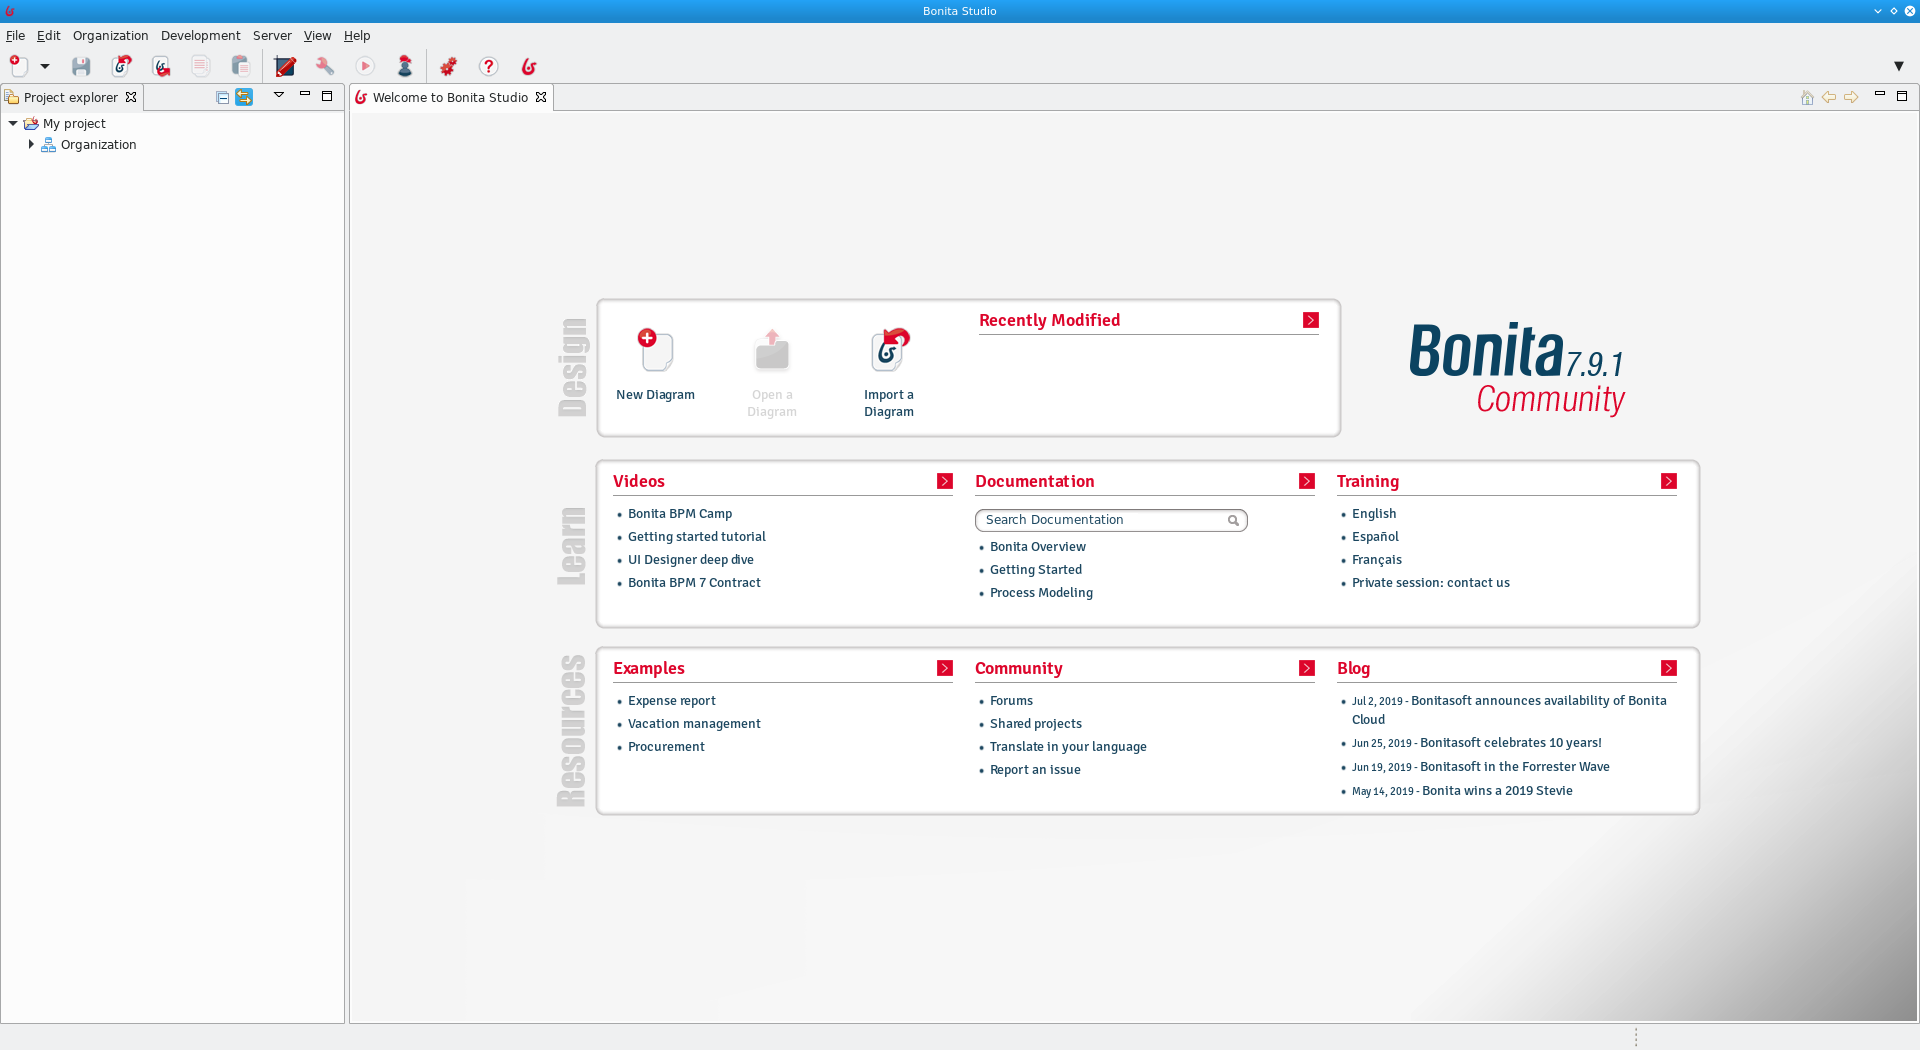 Bonita Studio
File Edit Organization Development Server View Help
Project explorer
Welcome to Bonita Studio
My project
Organization
Design
New Diagram
Open a
Diagram
Import a
Diagram
Recently Modified
Bonita 7.9.1
Community
Learn
Videos
Bonita BPM Camp
Getting started tutorial
UI Designer deep dive
Bonita BPM 7 Contract
Documentation
Search Documentation
Bonita Overview
Getting Started
Process Modeling
Training
English
Español
Français
Private session: contact us
Resources
Examples
Expense report
Vacation management
Procurement
Community
Forums
Shared projects
Translate in your language
Report an issue
Blog
Jul 2, 2019 - Bonitasoft announces availability of Bonita
Cloud
Jun 25, 2019 - Bonitasoft celebrates 10 years!
Jun 19, 2019 - Bonitasoft in the Forrester Wave
May 14, 2019 - Bonita wins a 2019 Stevie